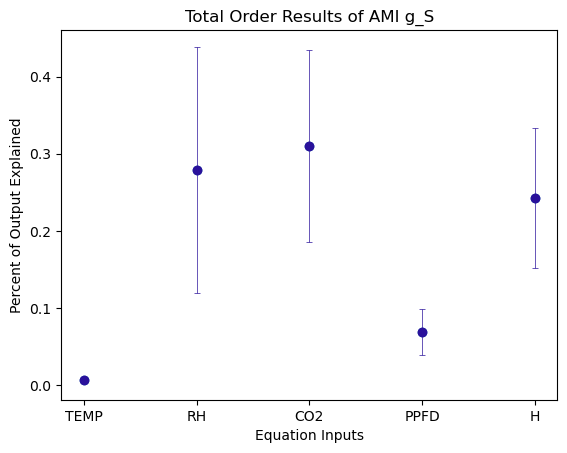 Total Order Results of AMI g_S
Percent of Output Explained
0.4
0.3
0.2
0.1
0.0
TEMP RH CO2 PPFD H
Equation Inputs